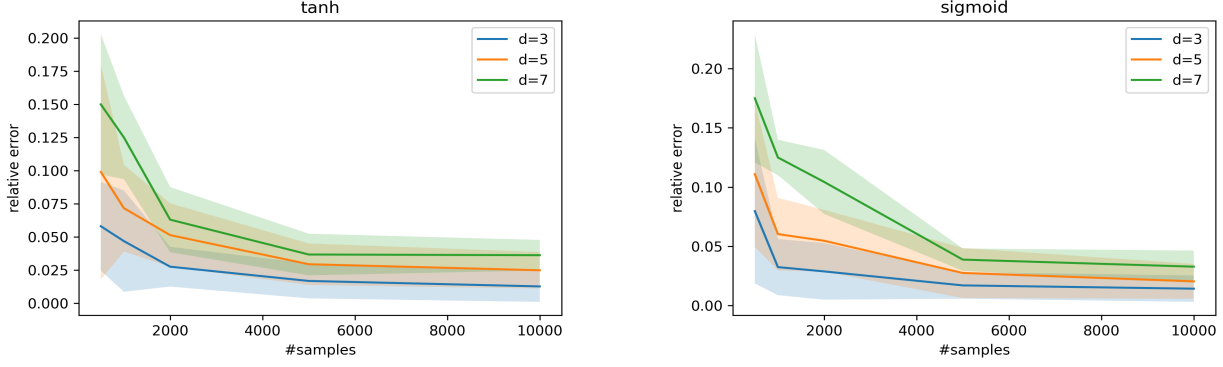 tanh
relative error
0.200
0.175
0.150
0.125
0.100
0.075
0.050
0.025
0.000
d=3
d=5
d=7
2000 4000 6000 8000 10000
#samples
sigmoid
relative error
0.20
0.15
0.10
0.05
0.00
d=3
d=5
d=7
2000 4000 6000 8000 10000
#samples